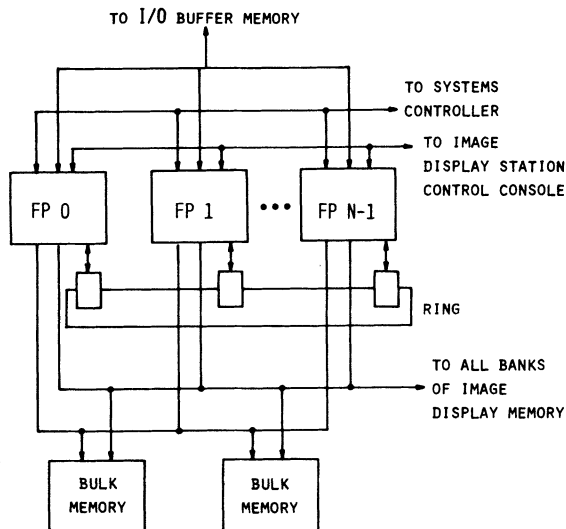 TO I/O BUFFER MEMORY
TO SYSTEMS
CONTROLLER
TO IMAGE
DISPLAY STATION
CONTROL CONSOLE
FP 0
FP 1
•••
FP N-1
RING
TO ALL BANKS
OF IMAGE
DISPLAY MEMORY
BULK
MEMORY
BULK
MEMORY